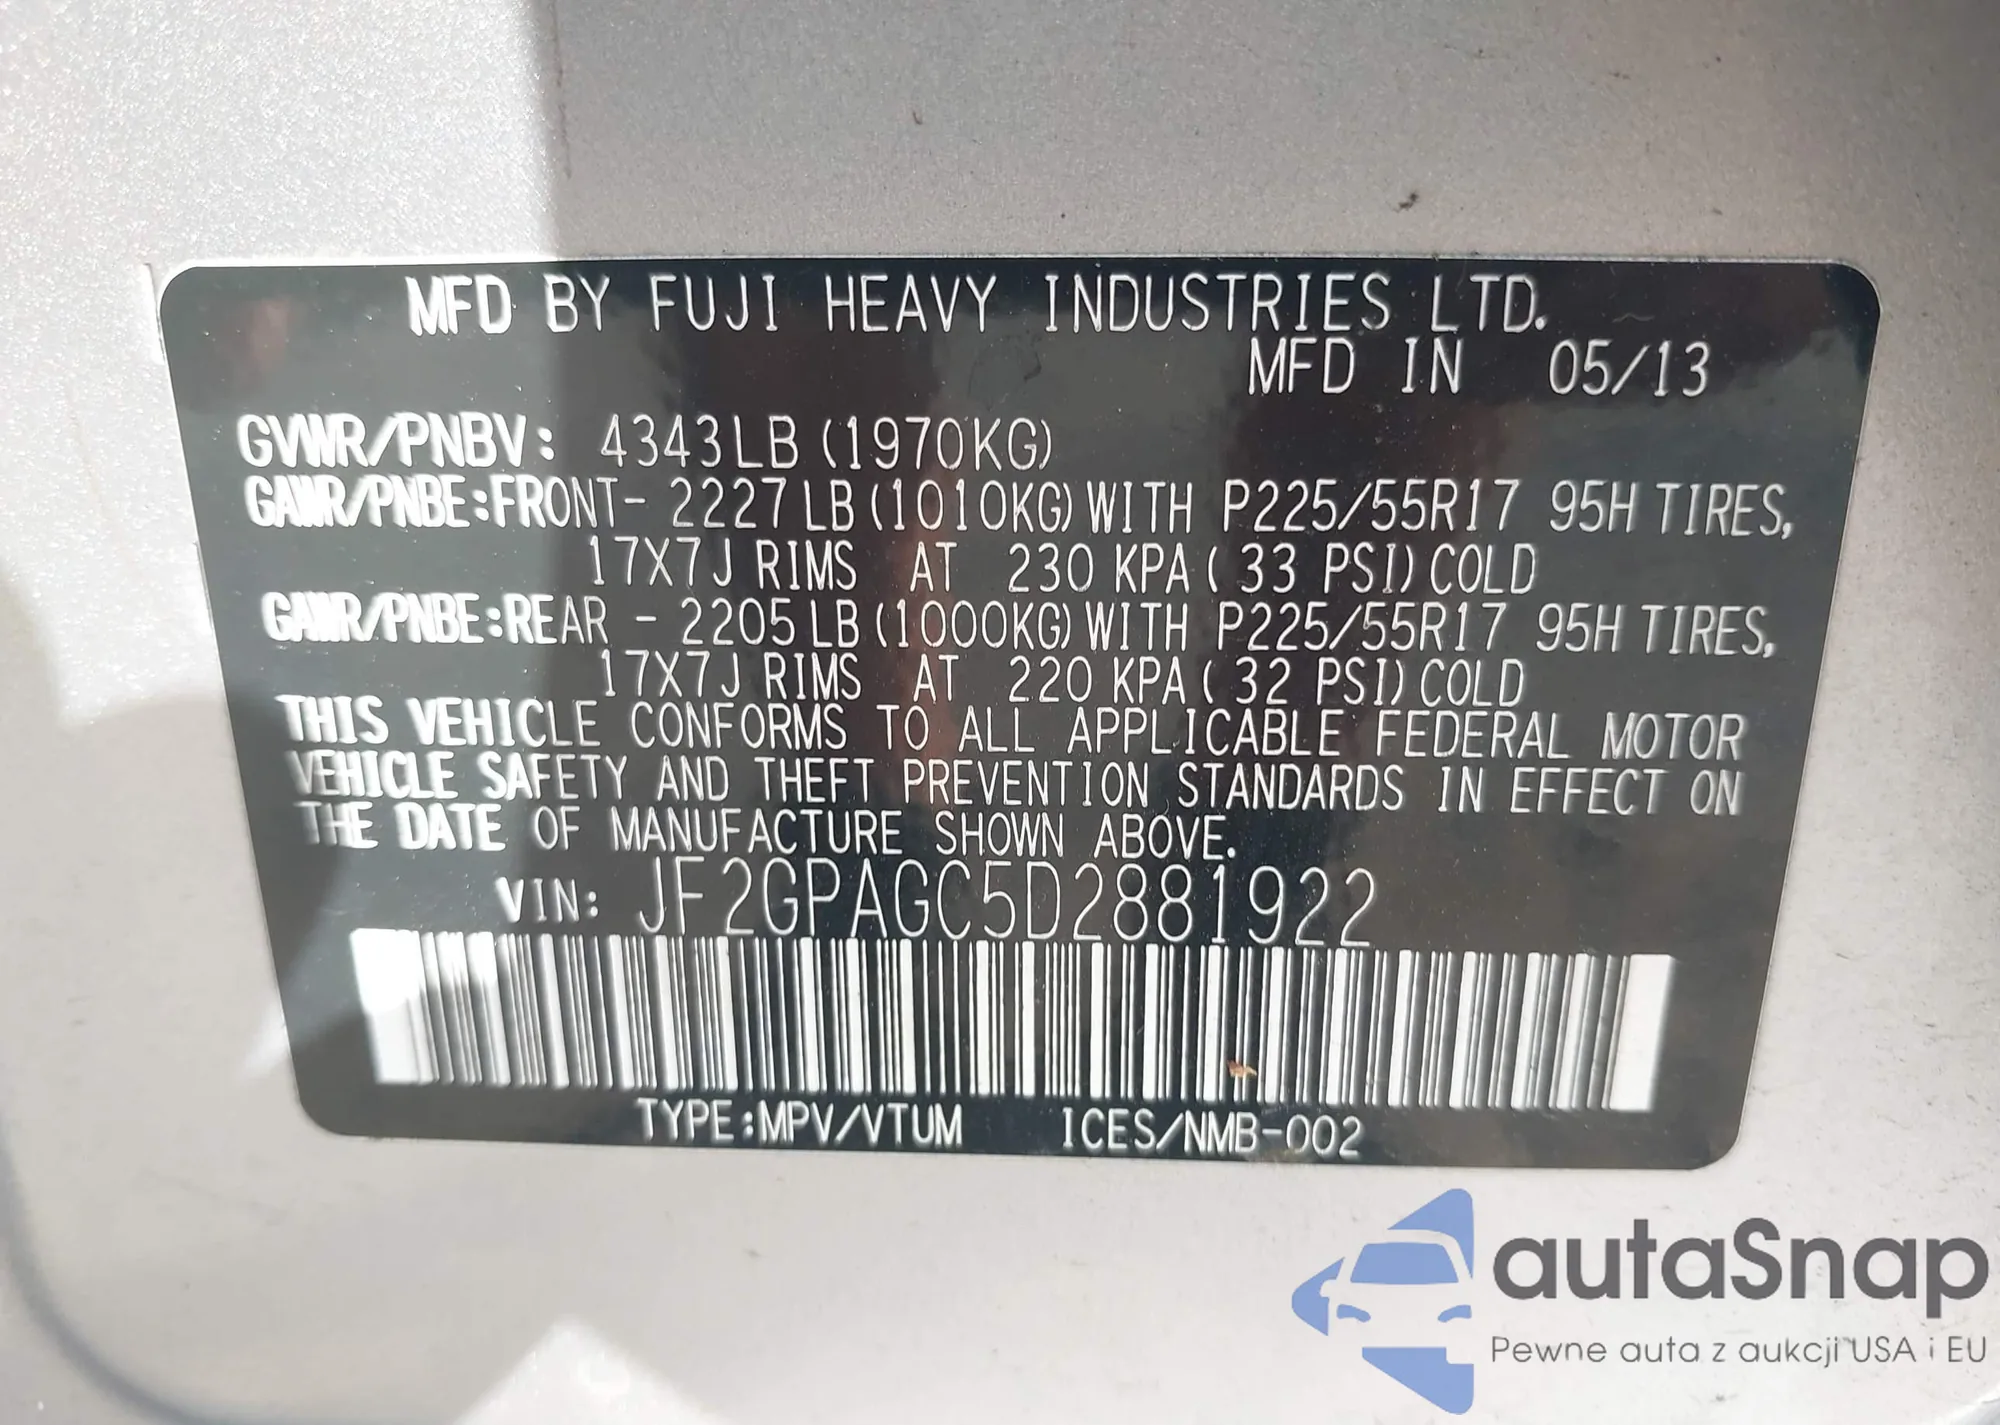 MFD BY FUJI HEAVY INDUSTRIES LTD.
MFD IN 05/13
GVWR/PNBV: 4343LB (1970KG)
GAWR/PNBE:FRONT- 2227LB (1010KG) WITH P225/55R17 95H TIRES,
17X7J RIMS AT 230 KPA ( 33 PSI) COLD
GAWR/PNBE:REAR - 2205LB (1000KG) WITH P225/55R17 95H TIRES,
17X7J RIMS AT 220 KPA ( 32 PSI) COLD
THIS VEHICLE CONFORMS TO ALL APPLICABLE FEDERAL MOTOR
VEHICLE SAFETY AND THEFT PREVENTION STANDARDS IN EFFECT ON
THE DATE OF MANUFACTURE SHOWN ABOVE.
VIN: JF2GPAGC5D2881922
TYPE:MPV/VTUM ICES/NMB-002
autaSnap
Pewne auta z aukcji USA i EU